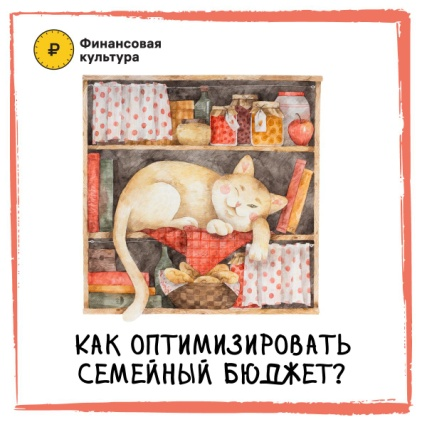 ₽
Финансовая
культура
КАК ОПТИМИЗИРОВАТЬ
СЕМЕЙНЫЙ БЮДЖЕТ?